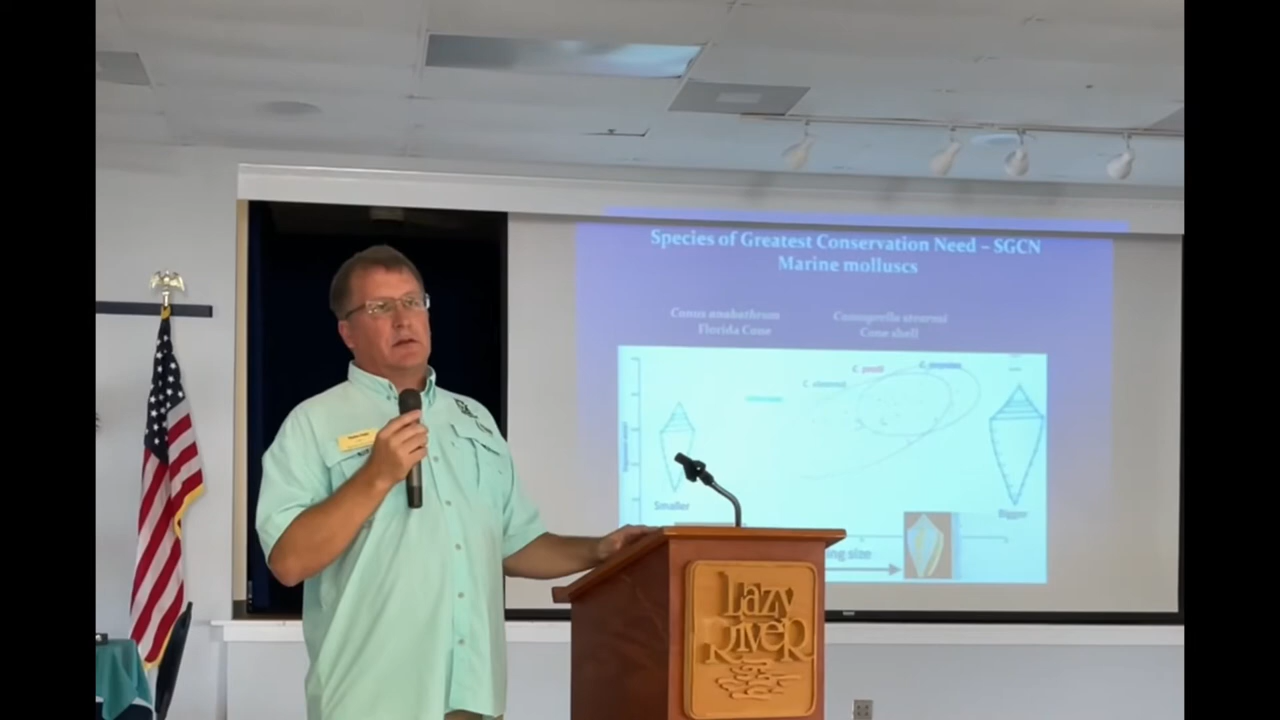 Species of Greatest Conservation Need – SGCN
Marine molluscs
Conus anabathrum
Florida Cone
Conasprella stearnsi
Cone shell
Smaller
Bigger
ing size
Lazy
River